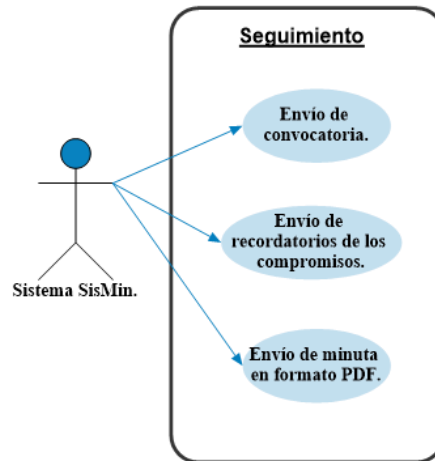 Seguimiento
Envío de
convocatoria.
Envío de
recordatorios de los
compromisos.
Sistema SisMin.
Envío de minuta
en formato PDF.